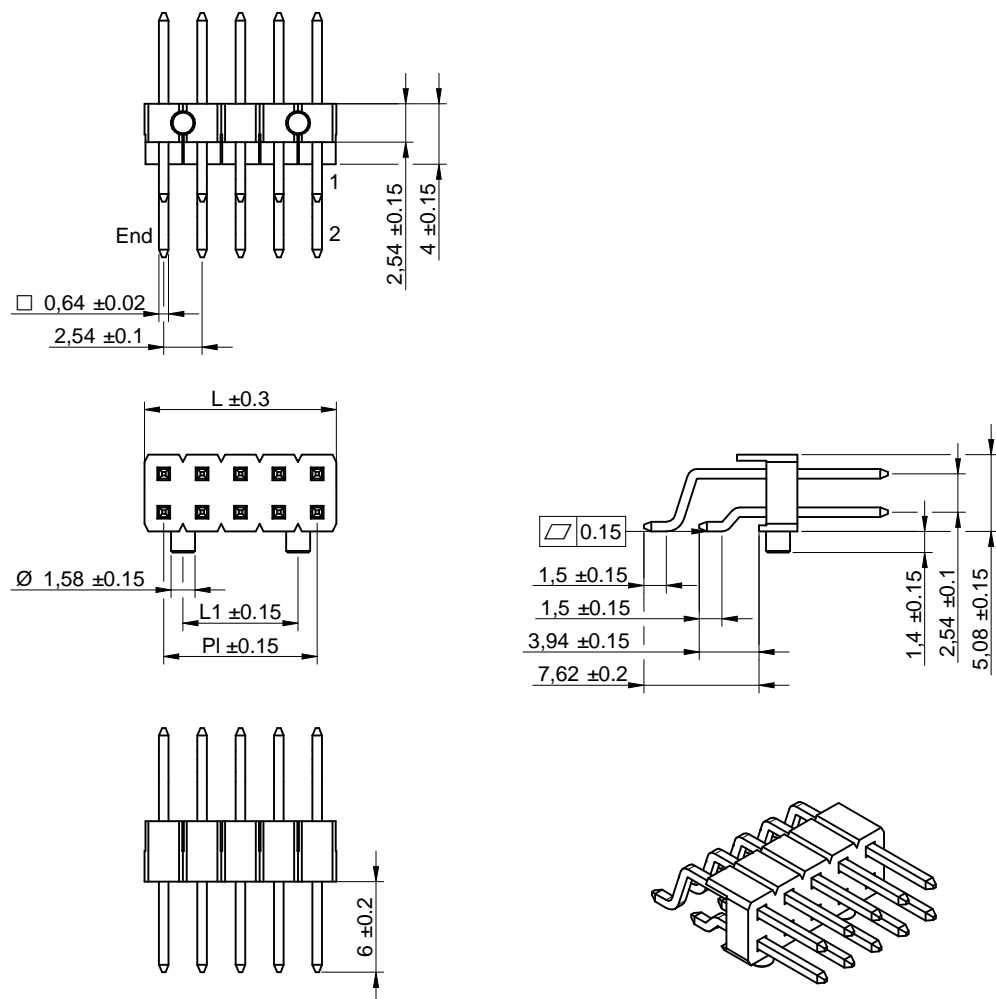 1
End
2
2,54 ±0.15
4 ±0.15
□ 0,64 ±0.02
2,54 ±0.1
L ±0.3
Ø 1,58 ±0.15
L1 ±0.15
Pl ±0.15
0.15
1,5 ±0.15
1,5 ±0.15
3,94 ±0.15
7,62 ±0.2
1,4 ±0.15
2,54 ±0.1
5,08 ±0.15
6 ±0.2